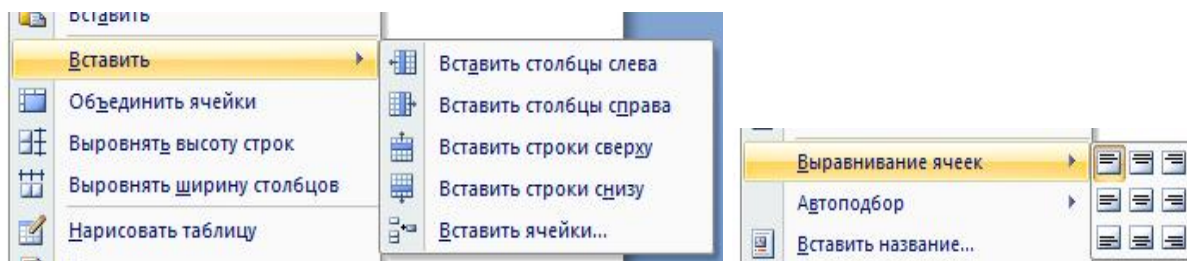 Вставить
Вставить
Объединить ячейки
Выровнять высоту строк
Выровнять ширину столбцов
Нарисовать таблицу
Вставить столбцы слева
Вставить столбцы справа
Вставить строки сверху
Вставить строки снизу
Вставить ячейки...
Выравнивание ячеек
Автоподбор
Вставить название...